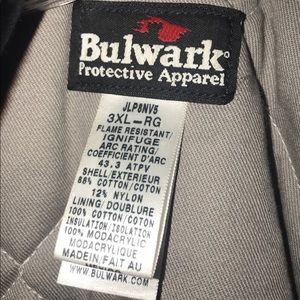 Bulwark
Protective Apparel
JLP8NV5
3XL-RG
FLAME RESISTANT/
IGNIFUGE
ARC RATING/
COEFFICIENT D'ARC
43.3 ATPV
SHELL/EXTERIEUR
88% COTTON/COTON
12% NYLON
LINING/DOUBLURE
100% COTTON/COTON
INSULATION/ISOLATION
100% MODACRYLIC
MODACRYLIQUE
MADE IN/FAIT AU
WWW.BULWARK.COM